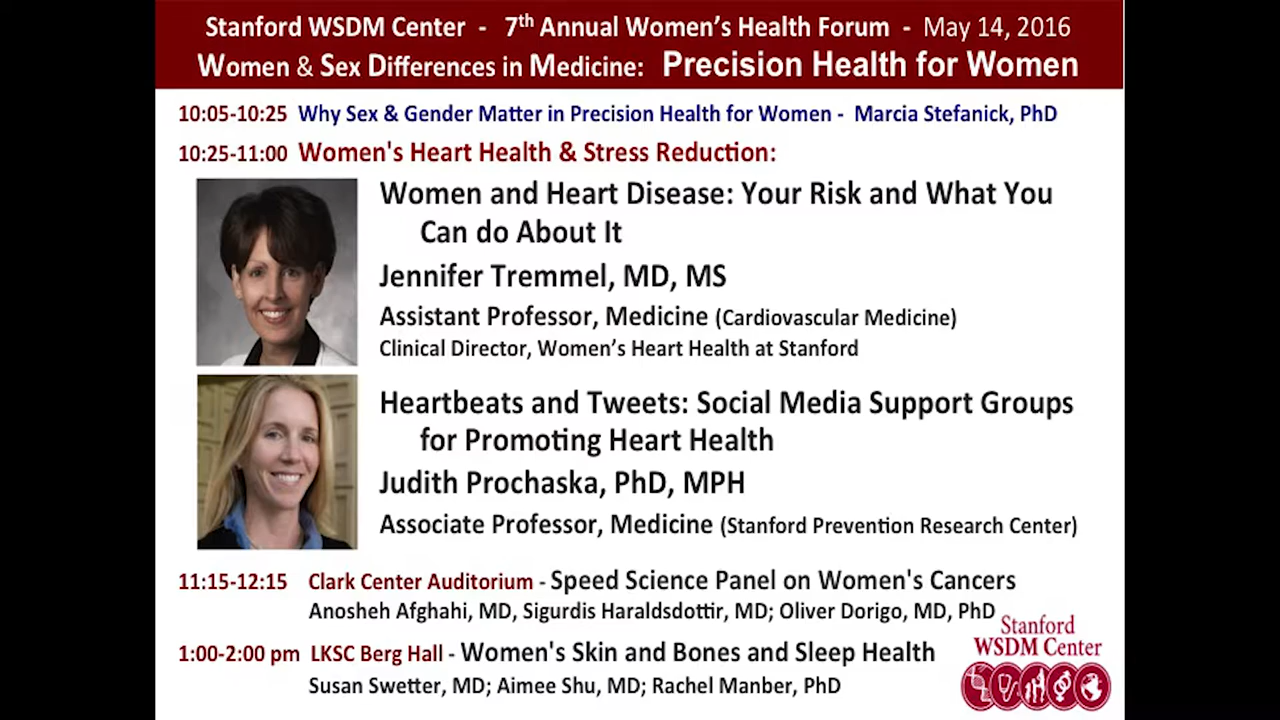 Stanford WSDM Center - 7th Annual Women's Health Forum - May 14, 2016
Women & Sex Differences in Medicine: Precision Health for Women
10:05-10:25 Why Sex & Gender Matter in Precision Health for Women - Marcia Stefanick, PhD
10:25-11:00 Women's Heart Health & Stress Reduction:
Women and Heart Disease: Your Risk and What You
Can do About It
Jennifer Tremmel, MD, MS
Assistant Professor, Medicine (Cardiovascular Medicine)
Clinical Director, Women's Heart Health at Stanford
Heartbeats and Tweets: Social Media Support Groups
for Promoting Heart Health
Judith Prochaska, PhD, MPH
Associate Professor, Medicine (Stanford Prevention Research Center)
11:15-12:15 Clark Center Auditorium - Speed Science Panel on Women's Cancers
Anosheh Afghahi, MD, Sigurdis Haraldsdottir, MD; Oliver Dorigo, MD, PhD
1:00-2:00 pm LKSC Berg Hall - Women's Skin and Bones and Sleep Health
Susan Swetter, MD; Aimee Shu, MD; Rachel Manber, PhD
Stanford
WSDM Center